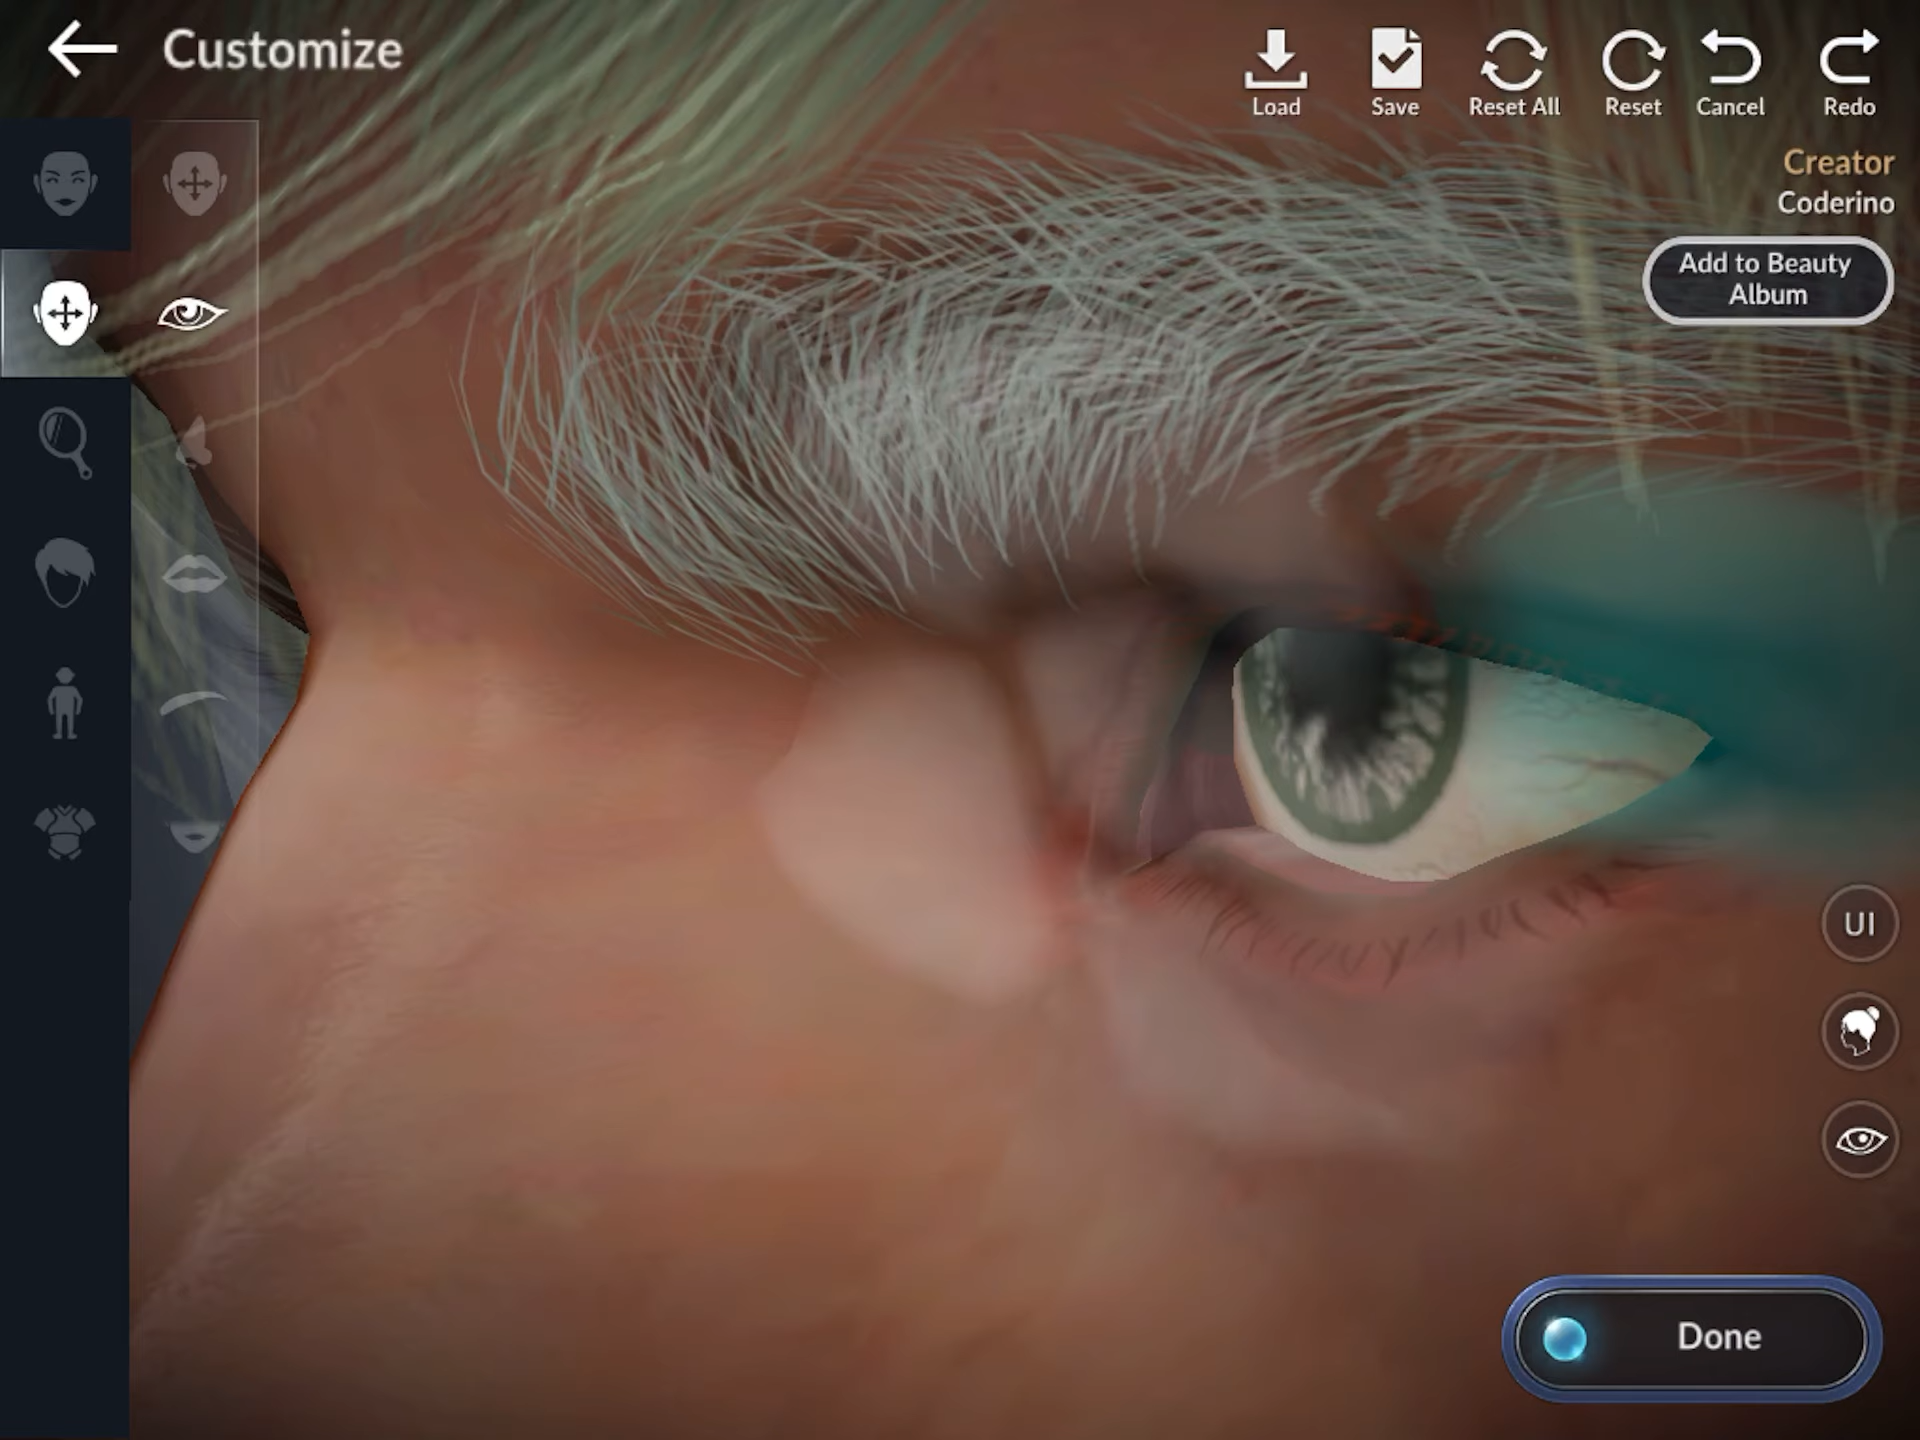 Customize
Load
Save
Reset All
Reset
Cancel
Redo
Creator
Coderino
Add to Beauty
Album
UI
Done